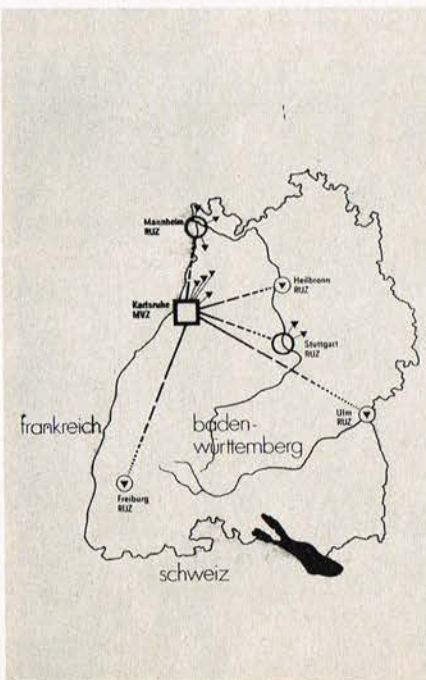 Mannheim
RUZ
Heilbronn
RUZ
Karlsruhe
MVZ
Stuttgart
RUZ
frankreich
baden-
württemberg
Ulm
RUZ
Freiburg
RUZ
schweiz